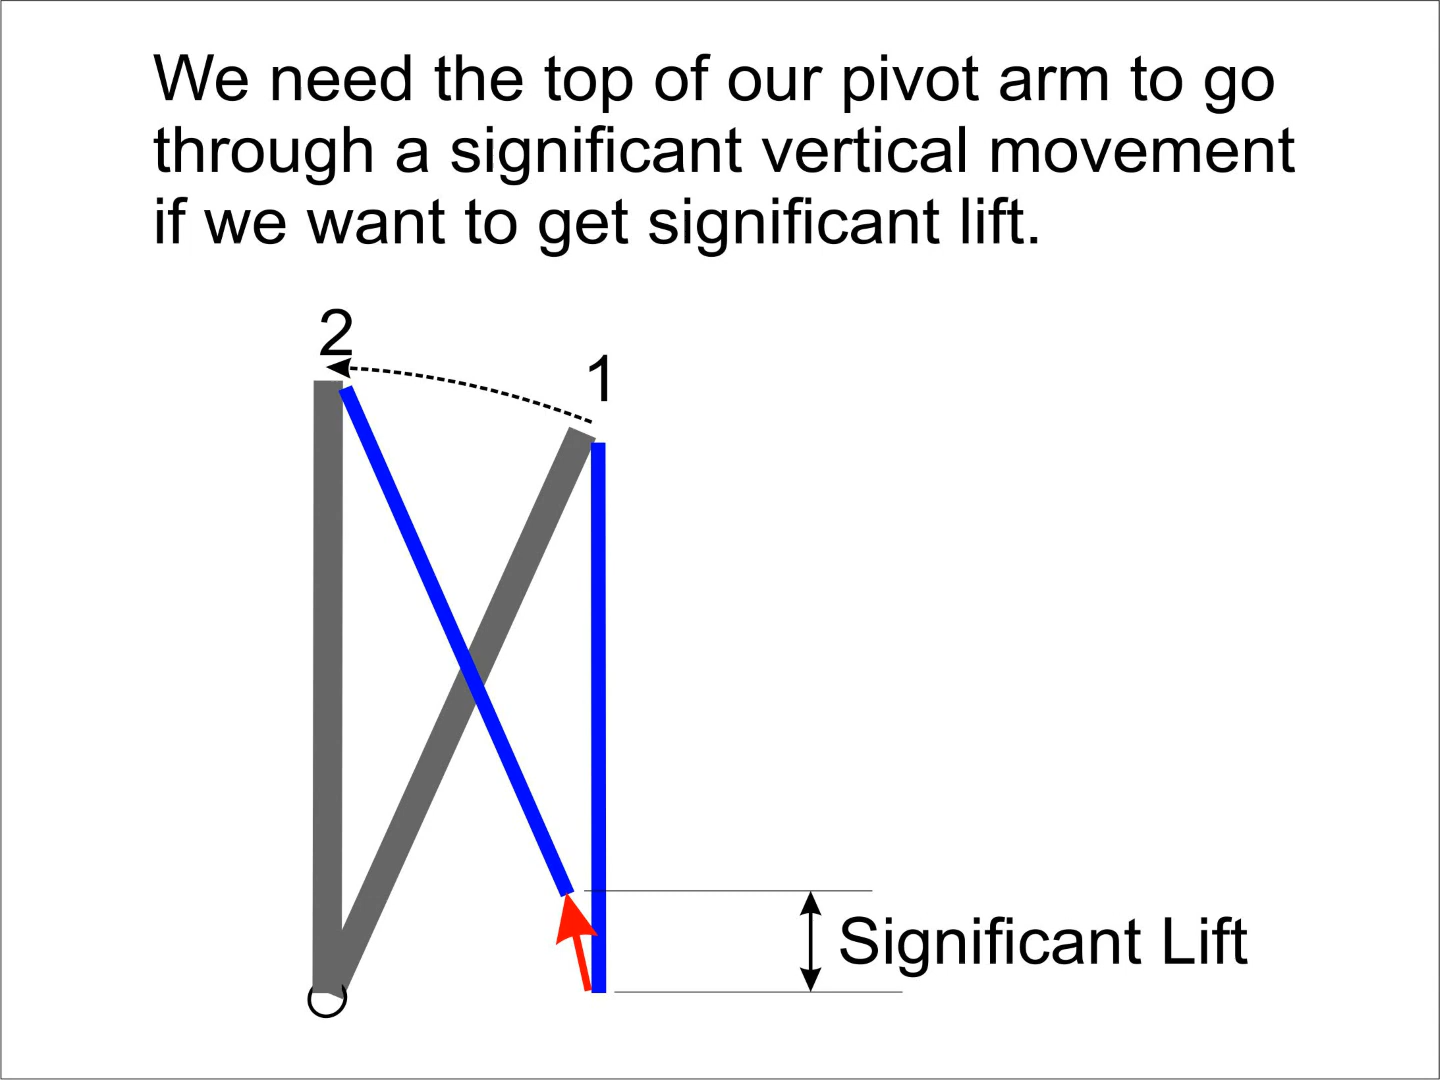 We need the top of our pivot arm to go
through a significant vertical movement
if we want to get significant lift.
2
1
Significant Lift